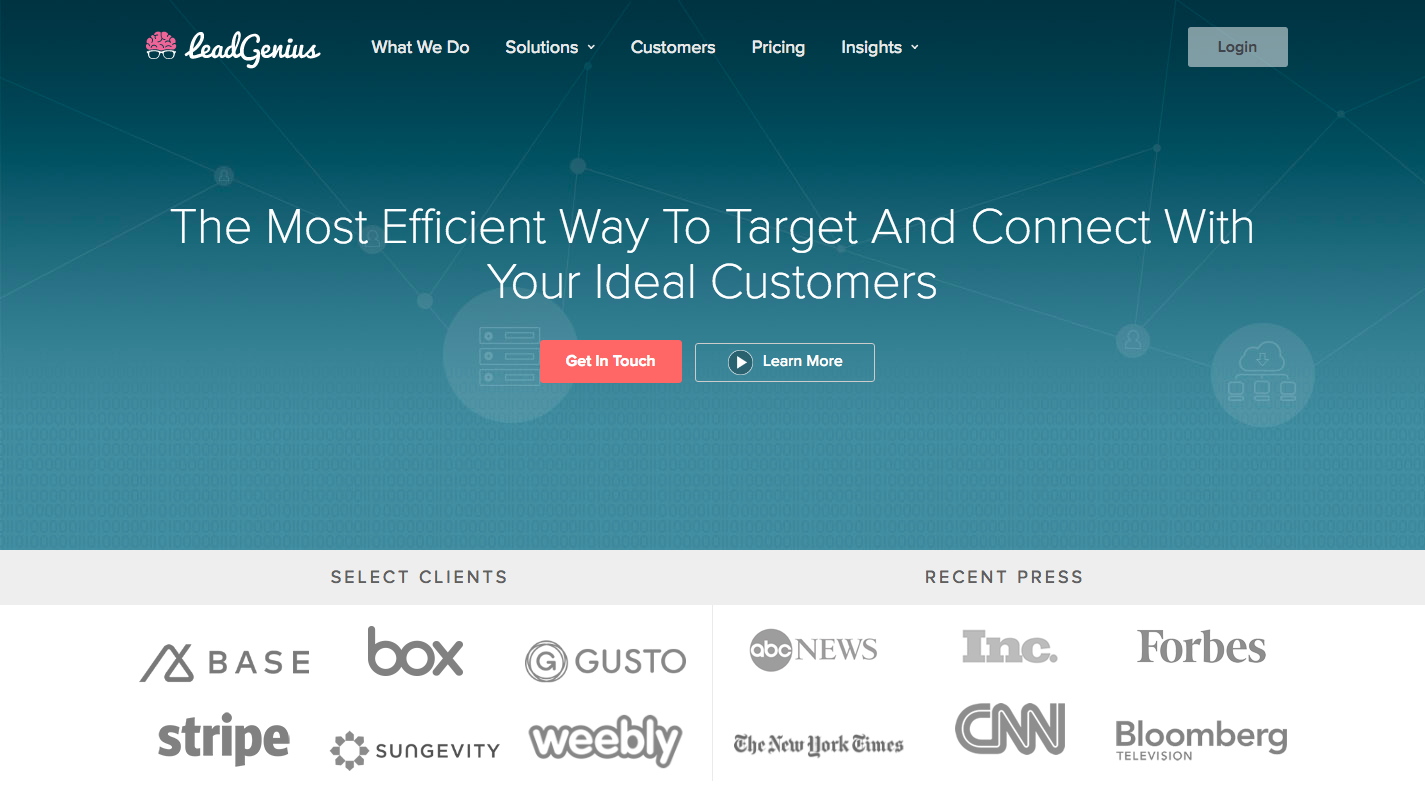 LeadGenius
What We Do
Solutions
Customers
Pricing
Insights
Login
The Most Efficient Way To Target And Connect With
Your Ideal Customers
Get In Touch
Learn More
SELECT CLIENTS
RECENT PRESS
BASE
box
G GUSTO
stripe
SUNGEVITY
weebly
abc NEWS
Inc.
Forbes
The New York Times
CNN
Bloomberg
TELEVISION